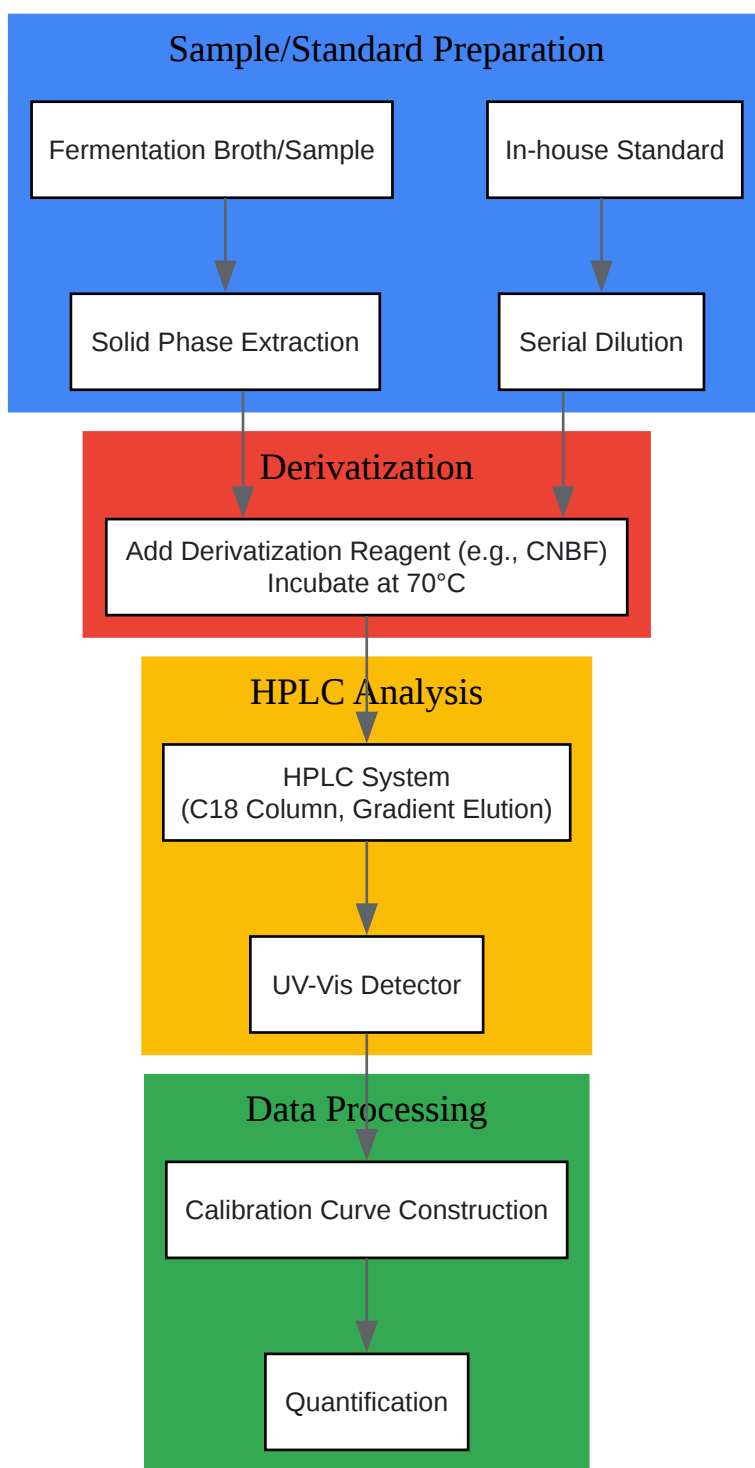 Sample/Standard Preparation
Fermentation Broth/Sample
In-house Standard
Solid Phase Extraction
Serial Dilution
Derivatization
Add Derivatization Reagent (e.g., CNBF)
Incubate at 70°C
HPLC Analysis
HPLC System
(C18 Column, Gradient Elution)
UV-Vis Detector
Data Processing
Calibration Curve Construction
Quantification